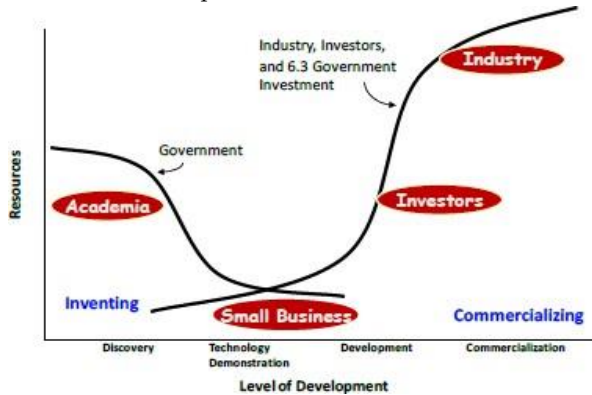 Industry, Investors,
and 6.3 Government
Investment
Industry
Government
Resources
Academia
Investors
Inventing
Small Business
Commercializing
Discovery
Technology
Demonstration
Development
Commercialization
Level of Development